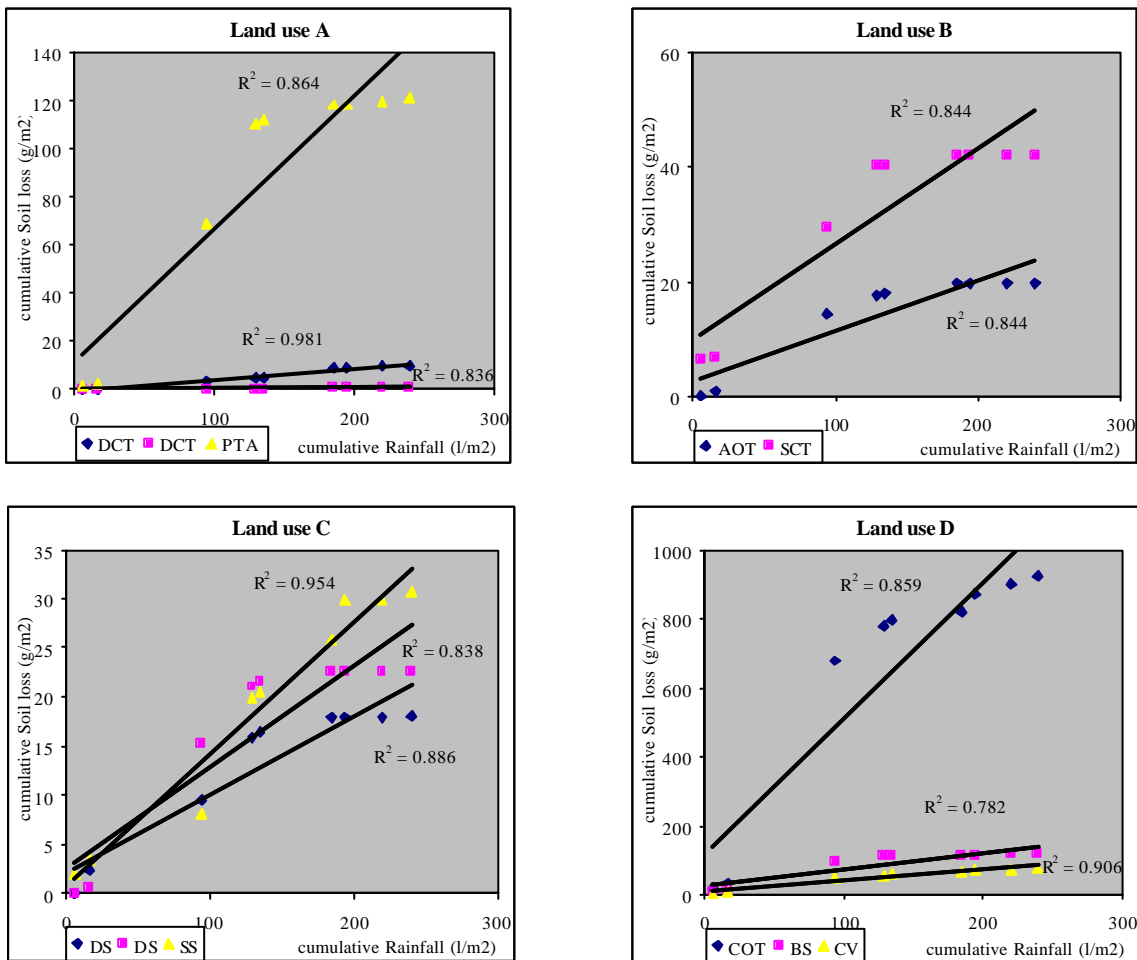 Land use A
cumulative Soil loss (g/m2)
140
120
100
80
60
40
20
0
R² = 0.864
R² = 0.981
R² = 0.836
0 100 200 300
DCT DCT PTA
cumulative Rainfall (l/m2)
Land use B
cumulative Soil loss (g/m2)
60
40
20
0
R² = 0.844
R² = 0.844
0 100 200 300
AOT SCT
cumulative Rainfall (l/m2)
Land use C
cumulative Soil loss (g/m2)
35
30
25
20
15
10
5
0
R² = 0.954
R² = 0.838
R² = 0.886
0 100 200 300
DS DS SS
cumulative Rainfall (l/m2)
Land use D
cumulative Soil loss (g/m2)
1000
800
600
400
200
0
R² = 0.859
R² = 0.782
R² = 0.906
0 100 200 300
COT BS CV
cumulative Rainfall (l/m2)